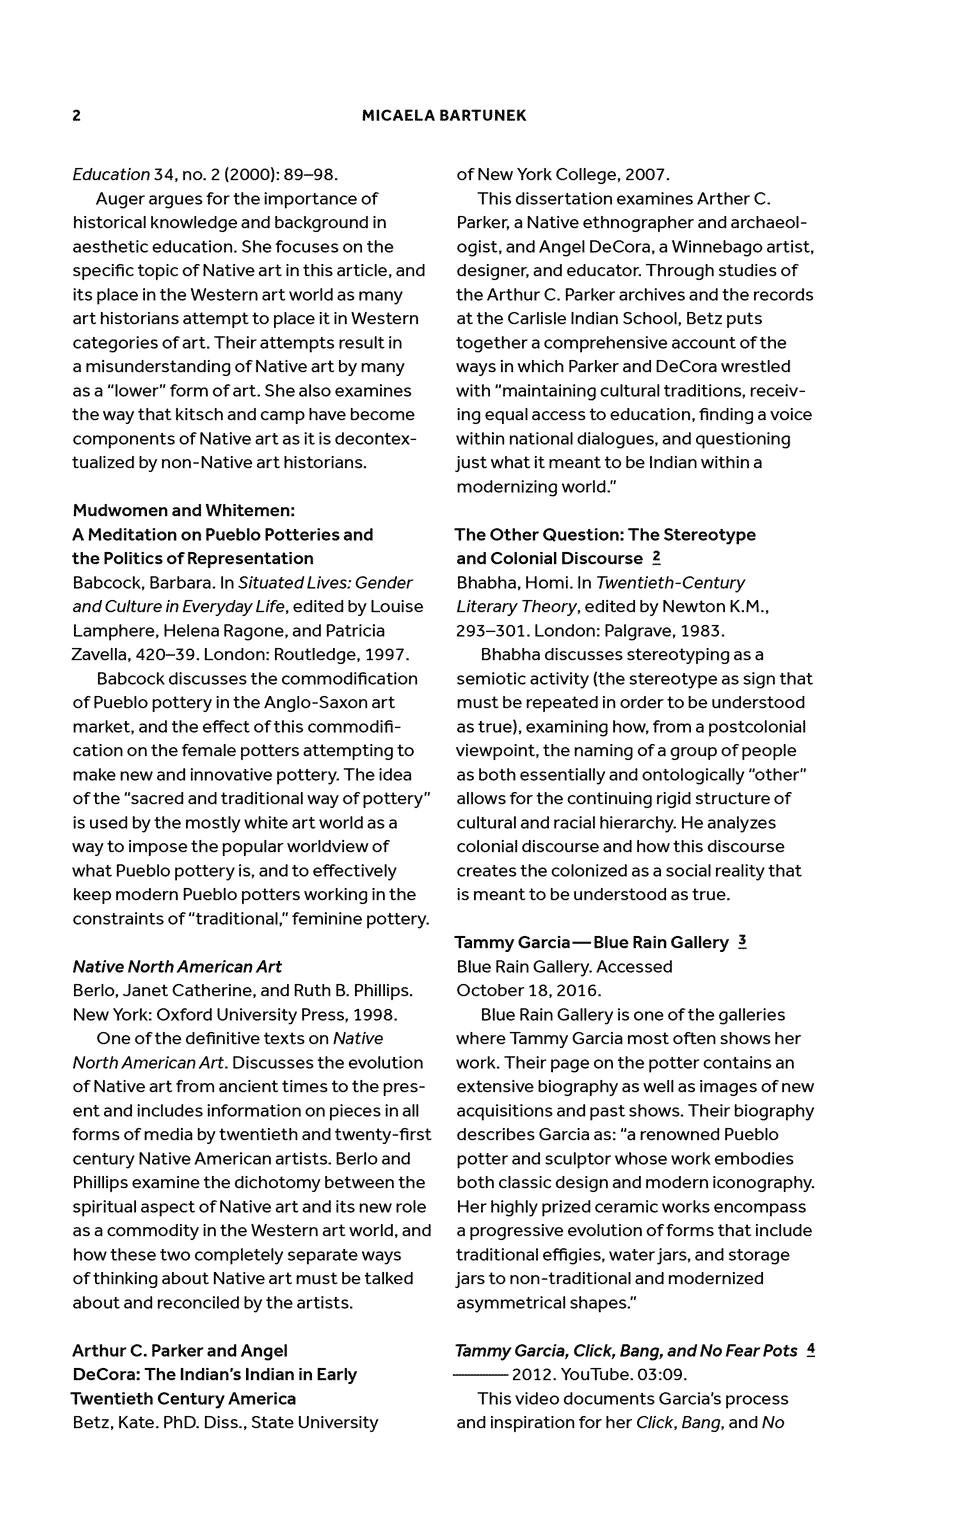 2
MICAELA BARTUNEK
Education 34, no. 2 (2000): 89–98.
Auger argues for the importance of
historical knowledge and background in
aesthetic education. She focuses on the
specific topic of Native art in this article, and
its place in the Western art world as many
art historians attempt to place it in Western
categories of art. Their attempts result in
a misunderstanding of Native art by many
as a “lower” form of art. She also examines
the way that kitsch and camp have become
components of Native art as it is decontex-
tualized by non-Native art historians.
Mudwomen and Whitemen:
A Meditation on Pueblo Potteries and
the Politics of Representation
Babcock, Barbara. In Situated Lives: Gender
and Culture in Everyday Life, edited by Louise
Lamphere, Helena Ragone, and Patricia
Zavella, 420–39. London: Routledge, 1997.
Babcock discusses the commodification
of Pueblo pottery in the Anglo-Saxon art
market, and the effect of this commodifi-
cation on the female potters attempting to
make new and innovative pottery. The idea
of the “sacred and traditional way of pottery”
is used by the mostly white art world as a
way to impose the popular worldview of
what Pueblo pottery is, and to effectively
keep modern Pueblo potters working in the
constraints of “traditional,” feminine pottery.
Native North American Art
Berlo, Janet Catherine, and Ruth B. Phillips.
New York: Oxford University Press, 1998.
One of the definitive texts on Native
North American Art. Discusses the evolution
of Native art from ancient times to the pres-
ent and includes information on pieces in all
forms of media by twentieth and twenty-first
century Native American artists. Berlo and
Phillips examine the dichotomy between the
spiritual aspect of Native art and its new role
as a commodity in the Western art world, and
how these two completely separate ways
of thinking about Native art must be talked
about and reconciled by the artists.
Arthur C. Parker and Angel
DeCora: The Indian’s Indian in Early
Twentieth Century America
Betz, Kate. PhD. Diss., State University
of New York College, 2007.
This dissertation examines Arther C.
Parker, a Native ethnographer and archaeol-
ogist, and Angel DeCora, a Winnebago artist,
designer, and educator. Through studies of
the Arthur C. Parker archives and the records
at the Carlisle Indian School, Betz puts
together a comprehensive account of the
ways in which Parker and DeCora wrestled
with “maintaining cultural traditions, receiv-
ing equal access to education, finding a voice
within national dialogues, and questioning
just what it meant to be Indian within a
modernizing world.”
The Other Question: The Stereotype
and Colonial Discourse 2
Bhabha, Homi. In Twentieth-Century
Literary Theory, edited by Newton K.M.,
293–301. London: Palgrave, 1983.
Bhabha discusses stereotyping as a
semiotic activity (the stereotype as sign that
must be repeated in order to be understood
as true), examining how, from a postcolonial
viewpoint, the naming of a group of people
as both essentially and ontologically “other”
allows for the continuing rigid structure of
cultural and racial hierarchy. He analyzes
colonial discourse and how this discourse
creates the colonized as a social reality that
is meant to be understood as true.
Tammy Garcia — Blue Rain Gallery 3
Blue Rain Gallery. Accessed
October 18, 2016.
Blue Rain Gallery is one of the galleries
where Tammy Garcia most often shows her
work. Their page on the potter contains an
extensive biography as well as images of new
acquisitions and past shows. Their biography
describes Garcia as: “a renowned Pueblo
potter and sculptor whose work embodies
both classic design and modern iconography.
Her highly prized ceramic works encompass
a progressive evolution of forms that include
traditional effigies, water jars, and storage
jars to non-traditional and modernized
asymmetrical shapes.”
Tammy Garcia, Click, Bang, and No Fear Pots 4
——— 2012. YouTube. 03:09.
This video documents Garcia’s process
and inspiration for her Click, Bang, and No